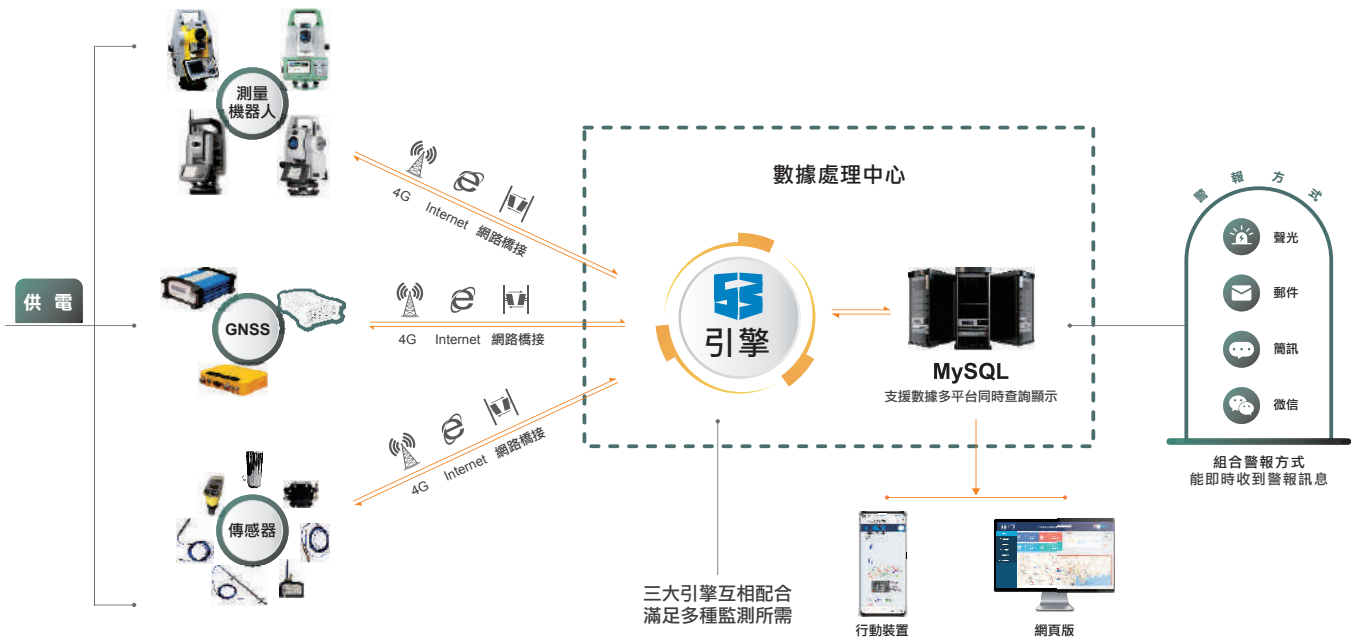 供 電
測量
機器人
4G Internet 網路橋接
GNSS
4G Internet 網路橋接
傳感器
4G Internet 網路橋接
數據處理中心
引擎
MySQL
支援數據多平台同時查詢顯示
三大引擎互相配合
滿足多種監測所需
行動裝置
網頁版
警報方式
聲光
郵件
簡訊
微信
組合警報方式
能即時收到警報訊息